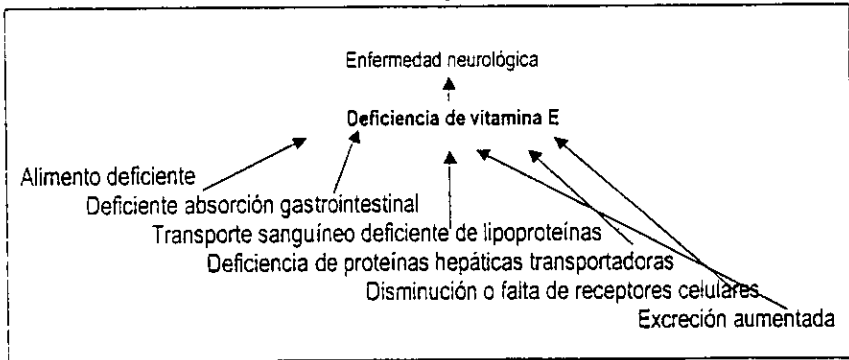 Enfermedad neurológica
Deficiencia de vitamina E
Alimento deficiente
Deficiente absorción gastrointestinal
Transporte sanguíneo deficiente de lipoproteínas
Deficiencia de proteínas hepáticas transportadoras
Disminución o falta de receptores celulares
Excreción aumentada